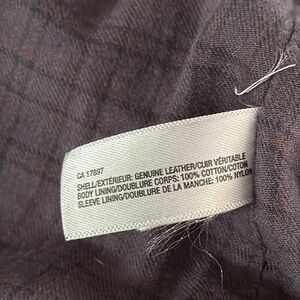 CA 17897
SHELL/EXTÉRIEUR: GENUINE LEATHER/CUIR VÉRITABLE
BODY LINING/DOUBLURE CORPS: 100% COTTON/COTON
SLEEVE LINING/DOUBLURE DE LA MANCHE: 100% NYLON